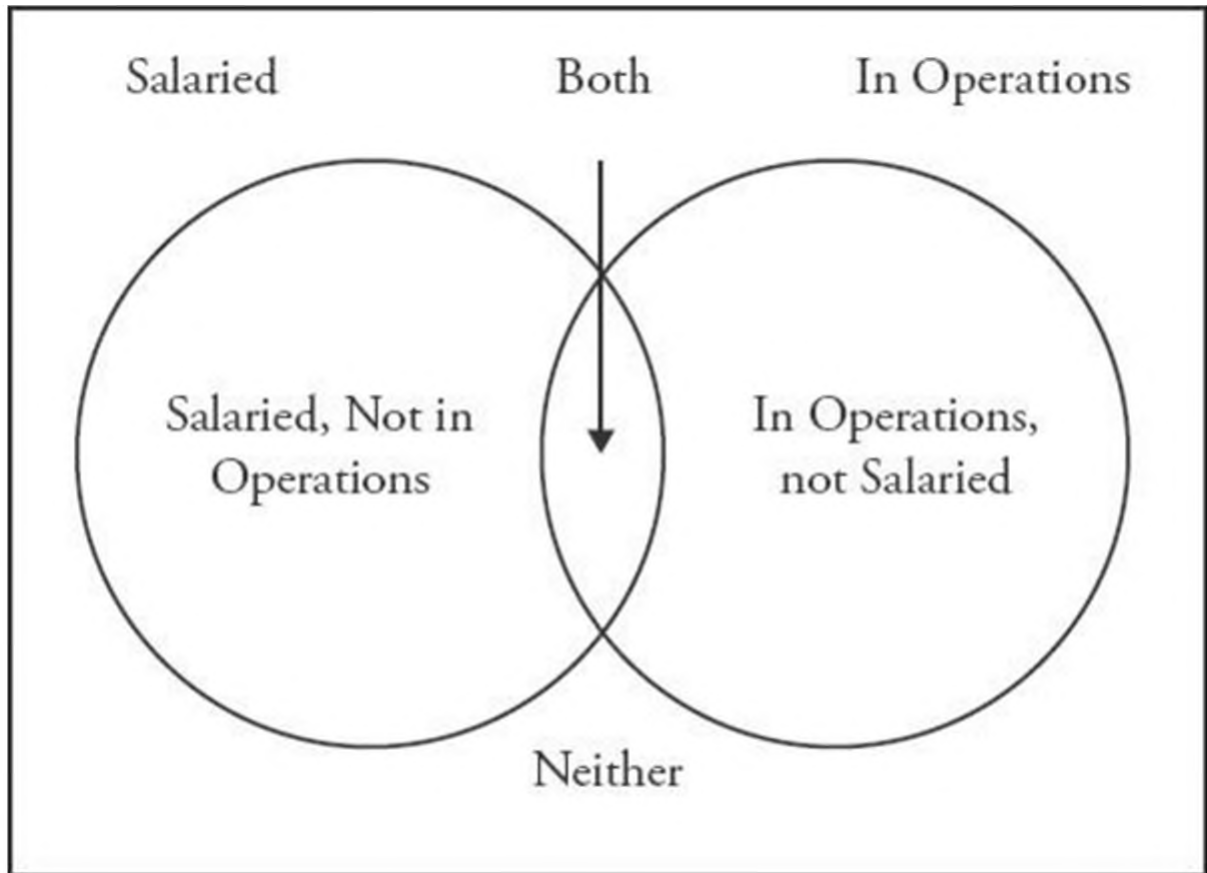 Salaried
Both
In Operations
Salaried, Not in
Operations
In Operations,
not Salaried
Neither